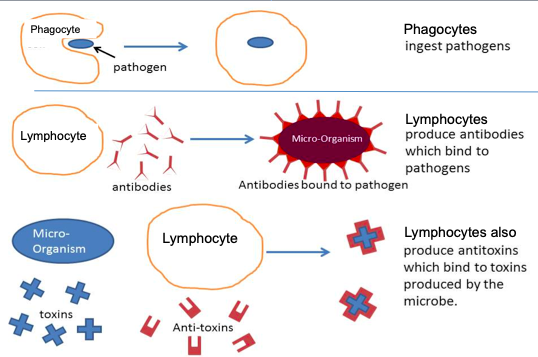 Phagocyte
pathogen
Phagocytes
ingest pathogens
Lymphocyte
antibodies
Micro-Organism
Antibodies bound to pathogen
Lymphocytes
produce antibodies
which bind to
pathogens
Micro-
Organism
toxins
Lymphocyte
Anti-toxins
Lymphocytes also
produce antitoxins
which bind to toxins
produced by the
microbe.